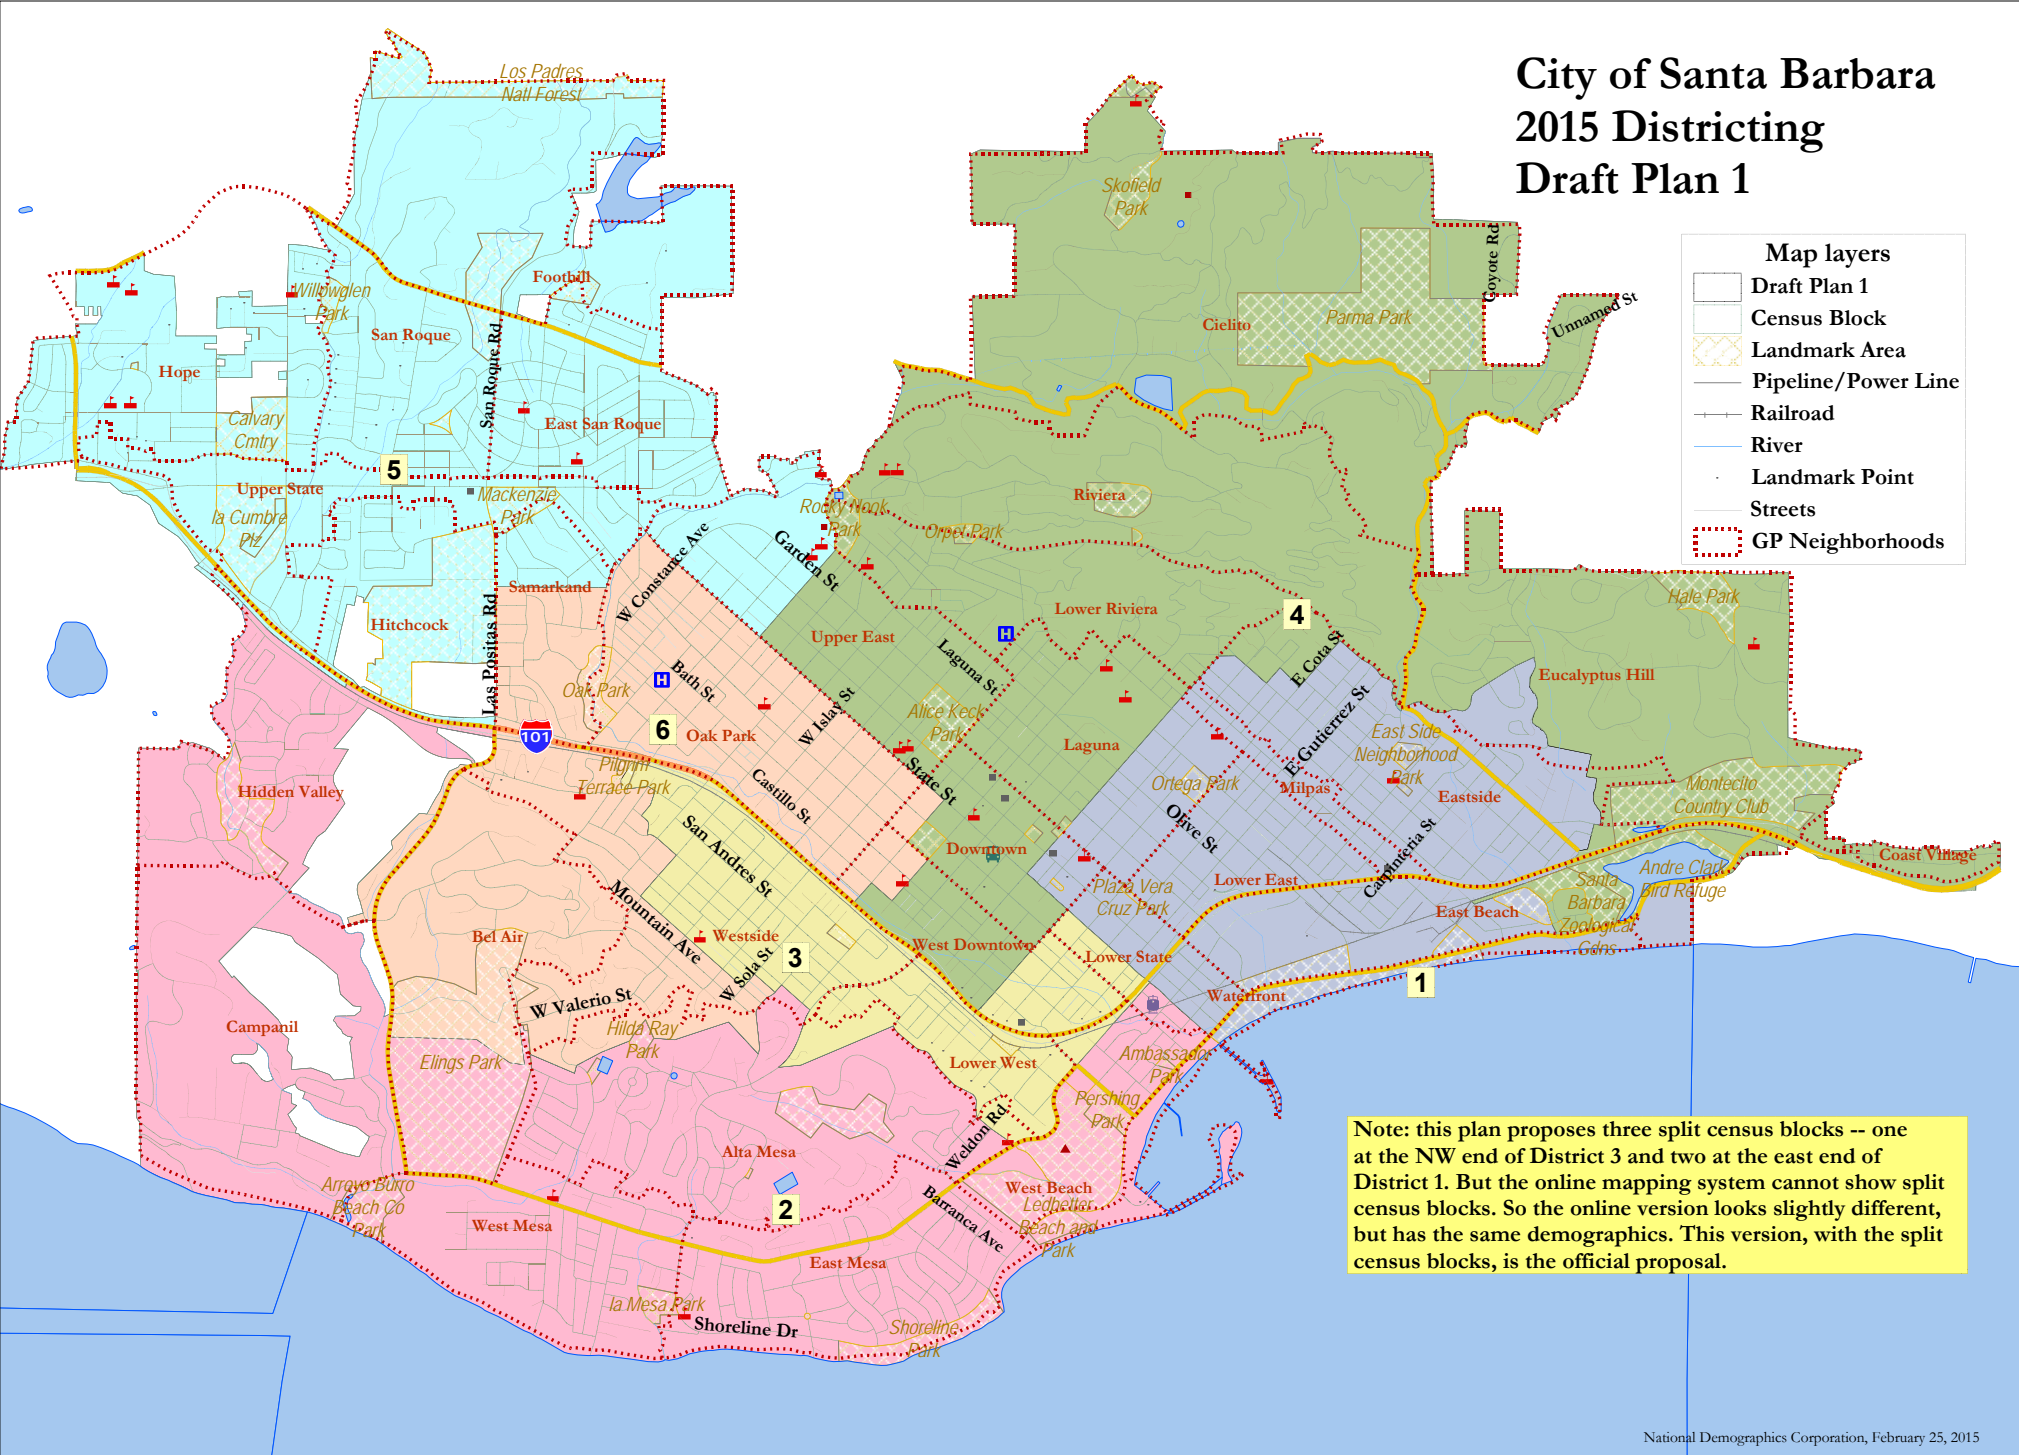 City of Santa Barbara
2015 Districting
Draft Plan 1
Map layers
Draft Plan 1
Census Block
Landmark Area
Pipeline/Power Line
Railroad
River
Landmark Point
Streets
GP Neighborhoods
Los Padres
Natl Forest
Skofield
Park
Coyote Rd
Unnamed St
Foothill
Willowglen
Park
San Roque
San Roque Rd
Cielito
Parma Park
Hope
Calvary
Cmtry
East San Roque
5
Upper State
Mackenzie
Park
la Cumbre
Plz
Rocky Nook
Park
Riviera
Orpet Park
Garden St
W Constance Ave
Samarkand
Hitchcock
Las Positas Rd
Upper East
Lower Riviera
4
Hale Park
H
Laguna St
E Cota St
Eucalyptus Hill
H
Bath St
Oak Park
6
Oak Park
W Islay St
Alice Keck
Park
E Gutierrez St
East Side
Neighborhood
Park
101
Laguna
State St
Pilgrim
Terrace Park
Castillo St
Ortega Park
Milpas
Eastside
Montecito
Country Club
Hidden Valley
San Andres St
Olive St
Carpinteria St
Downtown
Coast Village
Mountain Ave
Plaza Vera
Cruz Park
Lower East
Santa
Barbara
Zoological
Gdns
Andre Clark
Bird Refuge
East Beach
Bel Air
Westside
3
W Sola St
West Downtown
Lower State
1
Waterfront
W Valerio St
Campanil
Hilda Ray
Park
Elings Park
Lower West
Ambassador
Park
Pershing
Park
Weldon Rd
Alta Mesa
Arroyo Burro
Beach Co
Park
West Beach
Ledbetter
Beach and
Park
2
Barranca Ave
West Mesa
East Mesa
la Mesa Park
Shoreline Dr
Shoreline
Park
Note: this plan proposes three split census blocks -- one
at the NW end of District 3 and two at the east end of
District 1. But the online mapping system cannot show split
census blocks. So the online version looks slightly different,
but has the same demographics. This version, with the split
census blocks, is the official proposal.
National Demographics Corporation, February 25, 2015